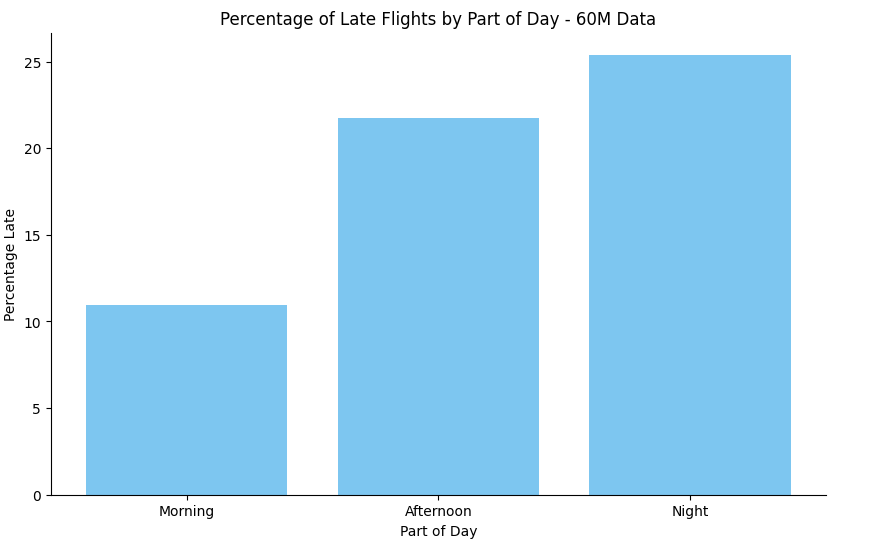 Percentage of Late Flights by Part of Day - 60M Data
Percentage Late
25
20
15
10
5
0
Morning
Afternoon
Night
Part of Day